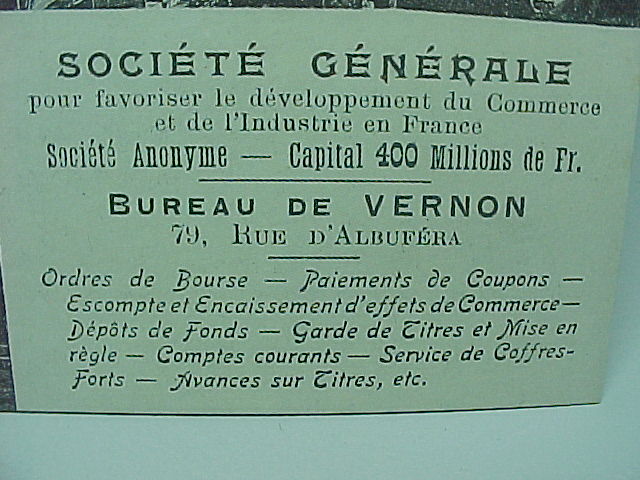 SOCIÉTÉ GÉNÉRALE
pour favoriser le développement du Commerce
et de l'Industrie en France
Société Anonyme — Capital 400 Millions de Fr.
BUREAU DE VERNON
79, RUE D'ALBUFÉRA
Ordres de Bourse — Paiements de Coupons —
Escompte et Encaissement d'effets de Commerce —
Dépôts de Fonds — Garde de Titres et Mise en
règle — Comptes courants — Service de Coffres-
Forts — Avances sur Titres, etc.